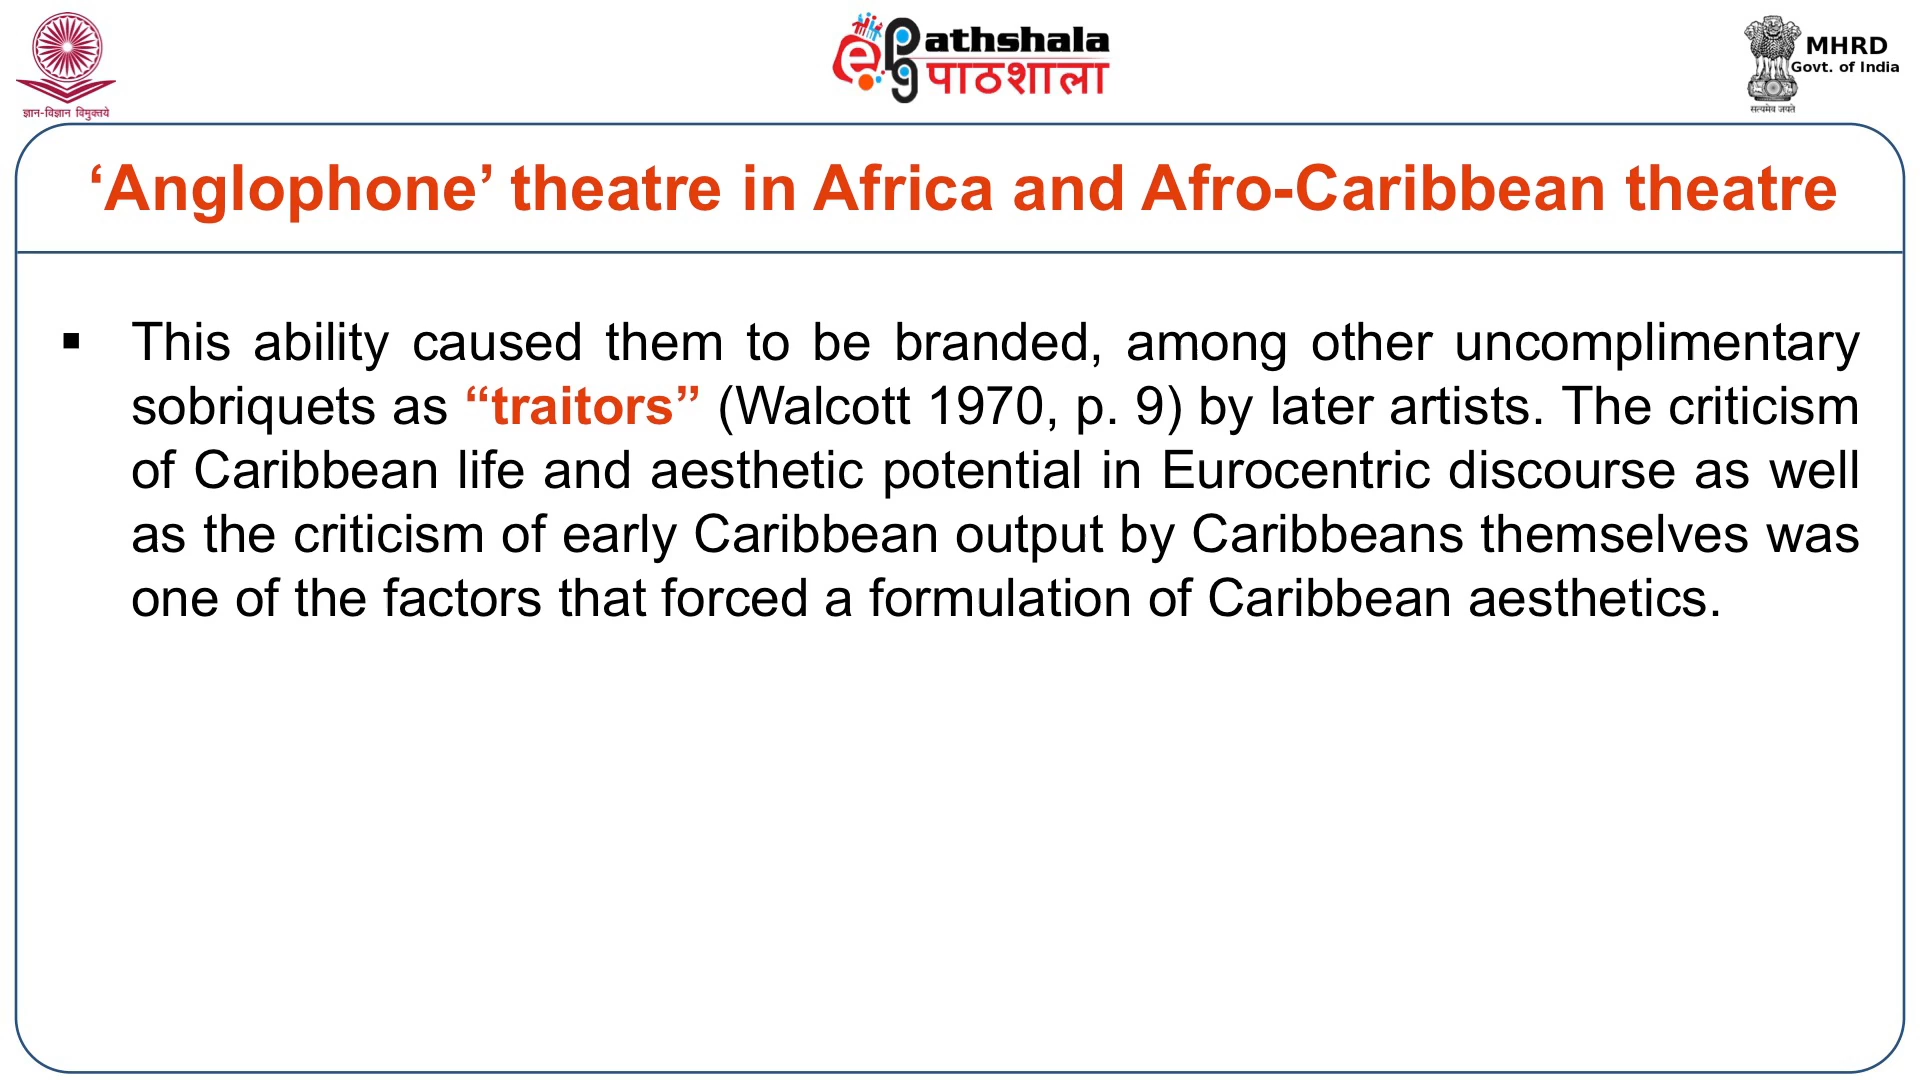 ज्ञान-विज्ञान विमुक्तये
ePG Pathshala
पाठशाला
MHRD
Govt. of India
सत्यमेव जयते
‘Anglophone’ theatre in Africa and Afro-Caribbean theatre
▪ This ability caused them to be branded, among other uncomplimentary
sobriquets as “traitors” (Walcott 1970, p. 9) by later artists. The criticism
of Caribbean life and aesthetic potential in Eurocentric discourse as well
as the criticism of early Caribbean output by Caribbeans themselves was
one of the factors that forced a formulation of Caribbean aesthetics.